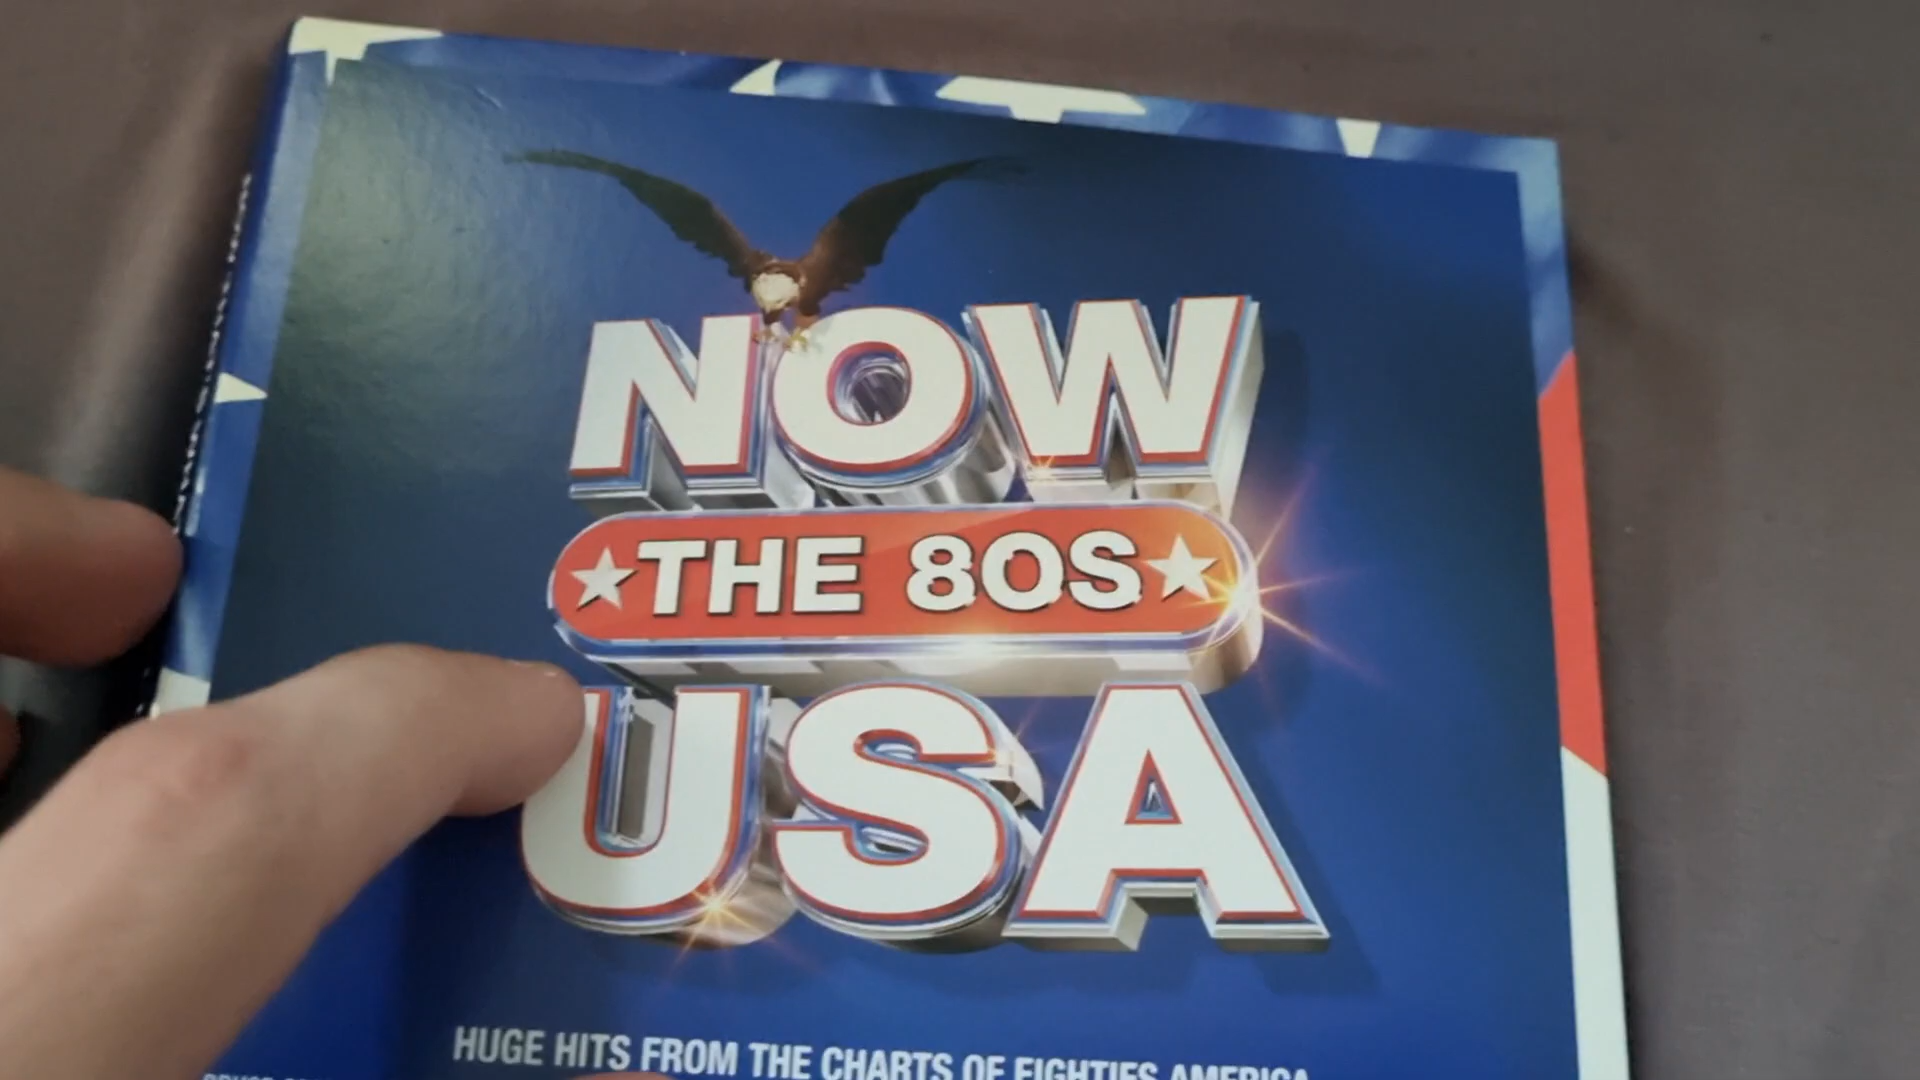 NOW
THE 80S
USA
HUGE HITS FROM THE CHARTS OF EIGHTIES AMERICA